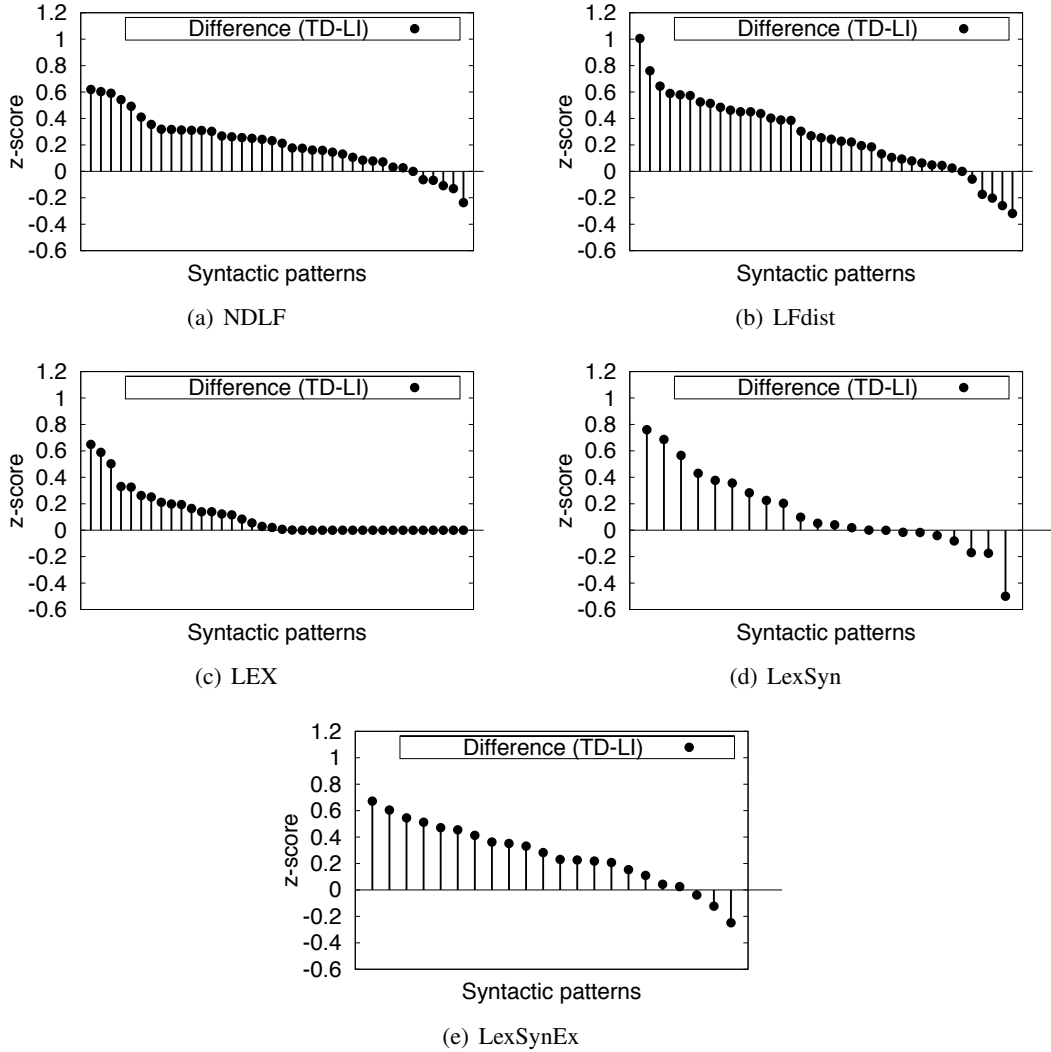 1.2
1
0.8
0.6
0.4
0.2
0
-0.2
-0.4
-0.6
z-score
Difference (TD-LI)
Syntactic patterns
(a) NDLF
1.2
1
0.8
0.6
0.4
0.2
0
-0.2
-0.4
-0.6
z-score
Difference (TD-LI)
Syntactic patterns
(b) LFdist
1.2
1
0.8
0.6
0.4
0.2
0
-0.2
-0.4
-0.6
z-score
Difference (TD-LI)
Syntactic patterns
(c) LEX
1.2
1
0.8
0.6
0.4
0.2
0
-0.2
-0.4
-0.6
z-score
Difference (TD-LI)
Syntactic patterns
(d) LexSyn
1.2
1
0.8
0.6
0.4
0.2
0
-0.2
-0.4
-0.6
z-score
Difference (TD-LI)
Syntactic patterns
(e) LexSynEx